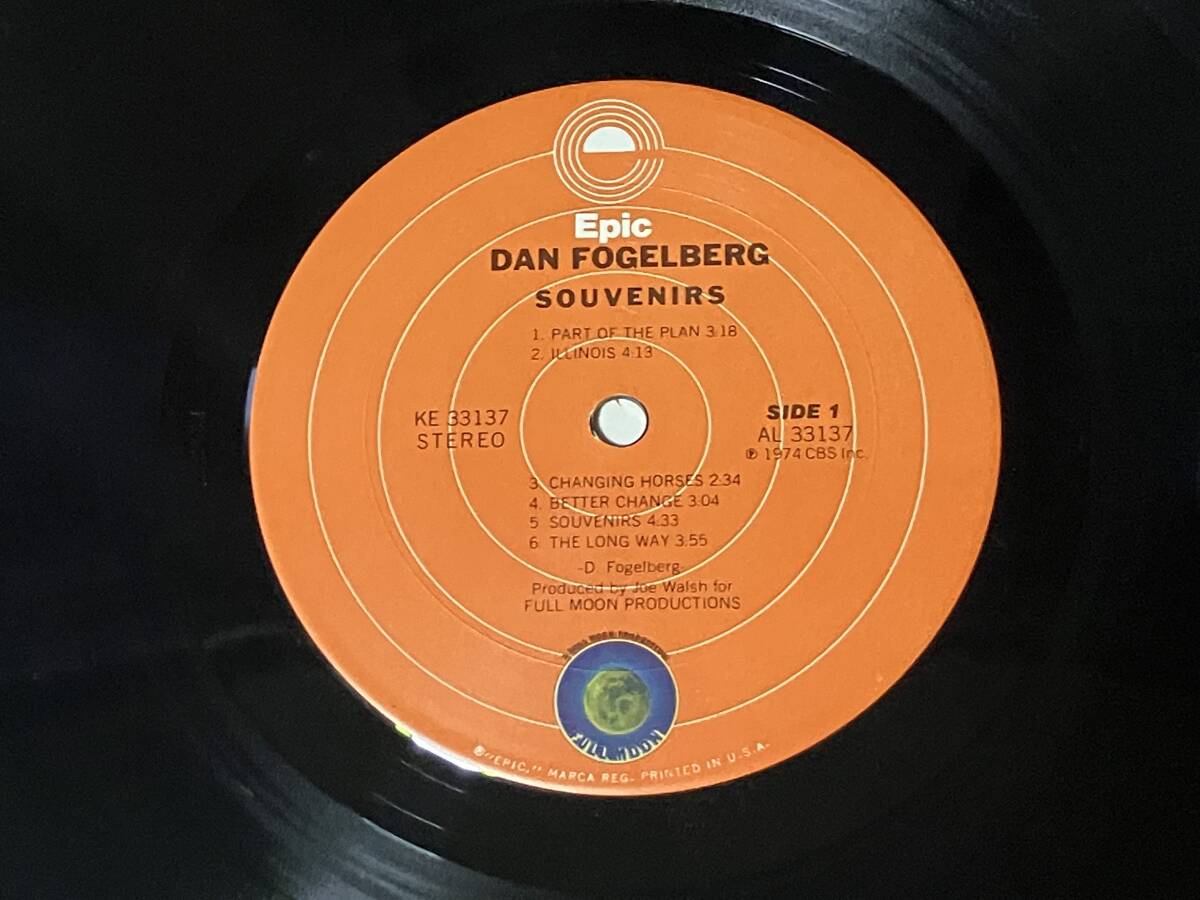 Epic
DAN FOGELBERG
SOUVENIRS
1. PART OF THE PLAN 3:18
2. ILLINOIS 4:13
KE 33137
STEREO
SIDE 1
AL 33137
℗ 1974 CBS Inc.
3. CHANGING HORSES 2:34
4. BETTER CHANGE 3:04
5 SOUVENIRS 4:33
6 THE LONG WAY 3:55
-D. Fogelberg-
Produced by Joe Walsh for
FULL MOON PRODUCTIONS
A FULL MOON PRODUCTION
FULL MOON
®"EPIC," MARCA REG. PRINTED IN U.S.A.